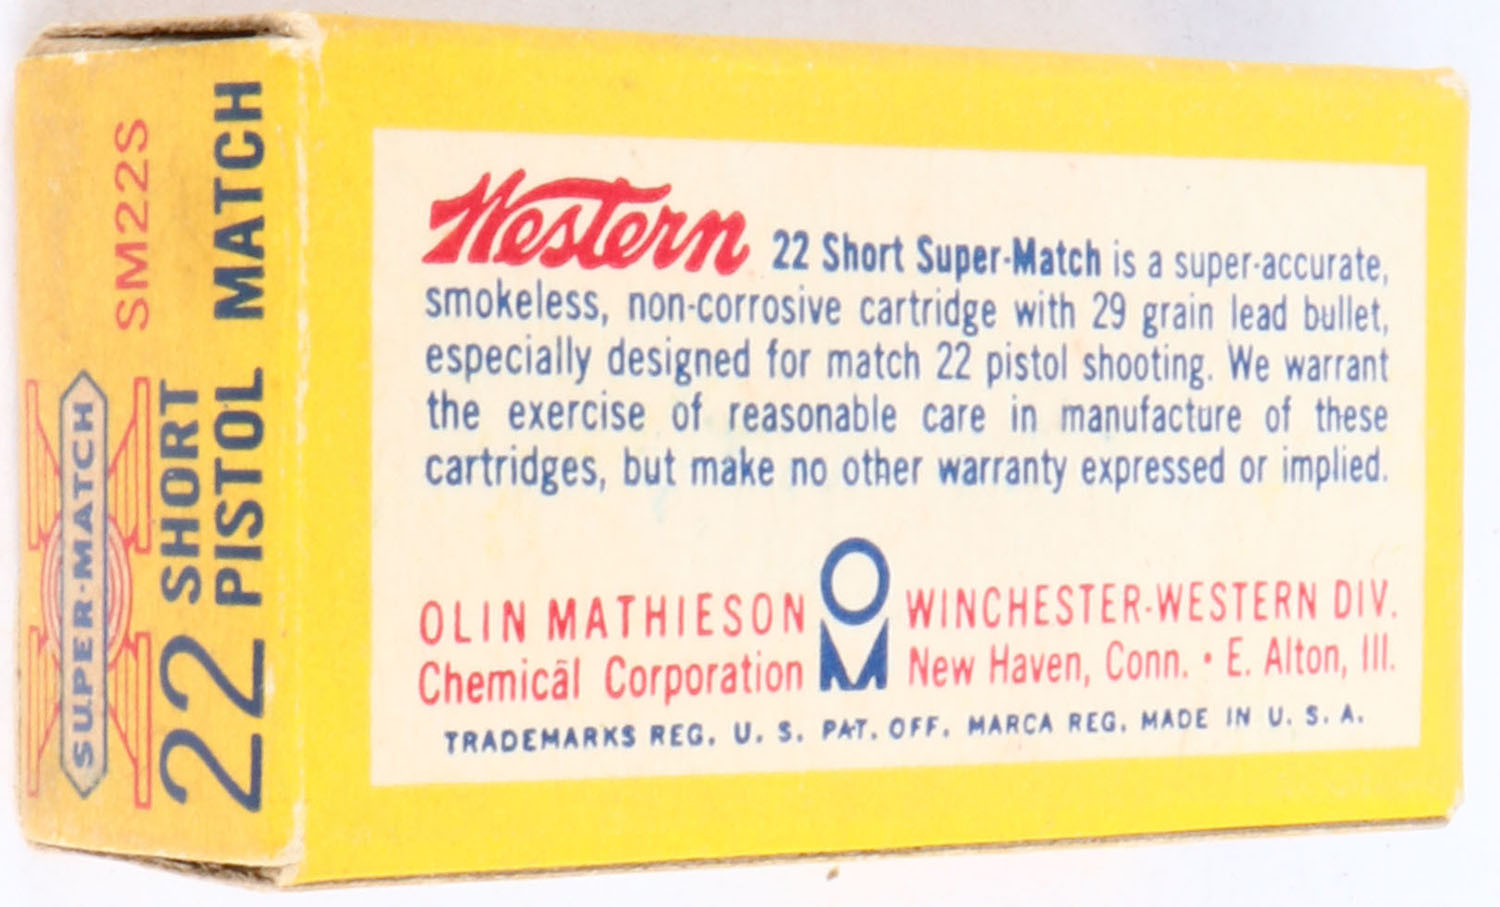 SUPER-MATCH
SM22S
22 SHORT
PISTOL MATCH
Western 22 Short Super-Match is a super-accurate,
smokeless, non-corrosive cartridge with 29 grain lead bullet,
especially designed for match 22 pistol shooting. We warrant
the exercise of reasonable care in manufacture of these
cartridges, but make no other warranty expressed or implied.
OLIN MATHIESON OM WINCHESTER-WESTERN DIV.
Chemical Corporation New Haven, Conn. • E. Alton, Ill.
TRADEMARKS REG. U. S. PAT. OFF. MARCA REG. MADE IN U. S. A.